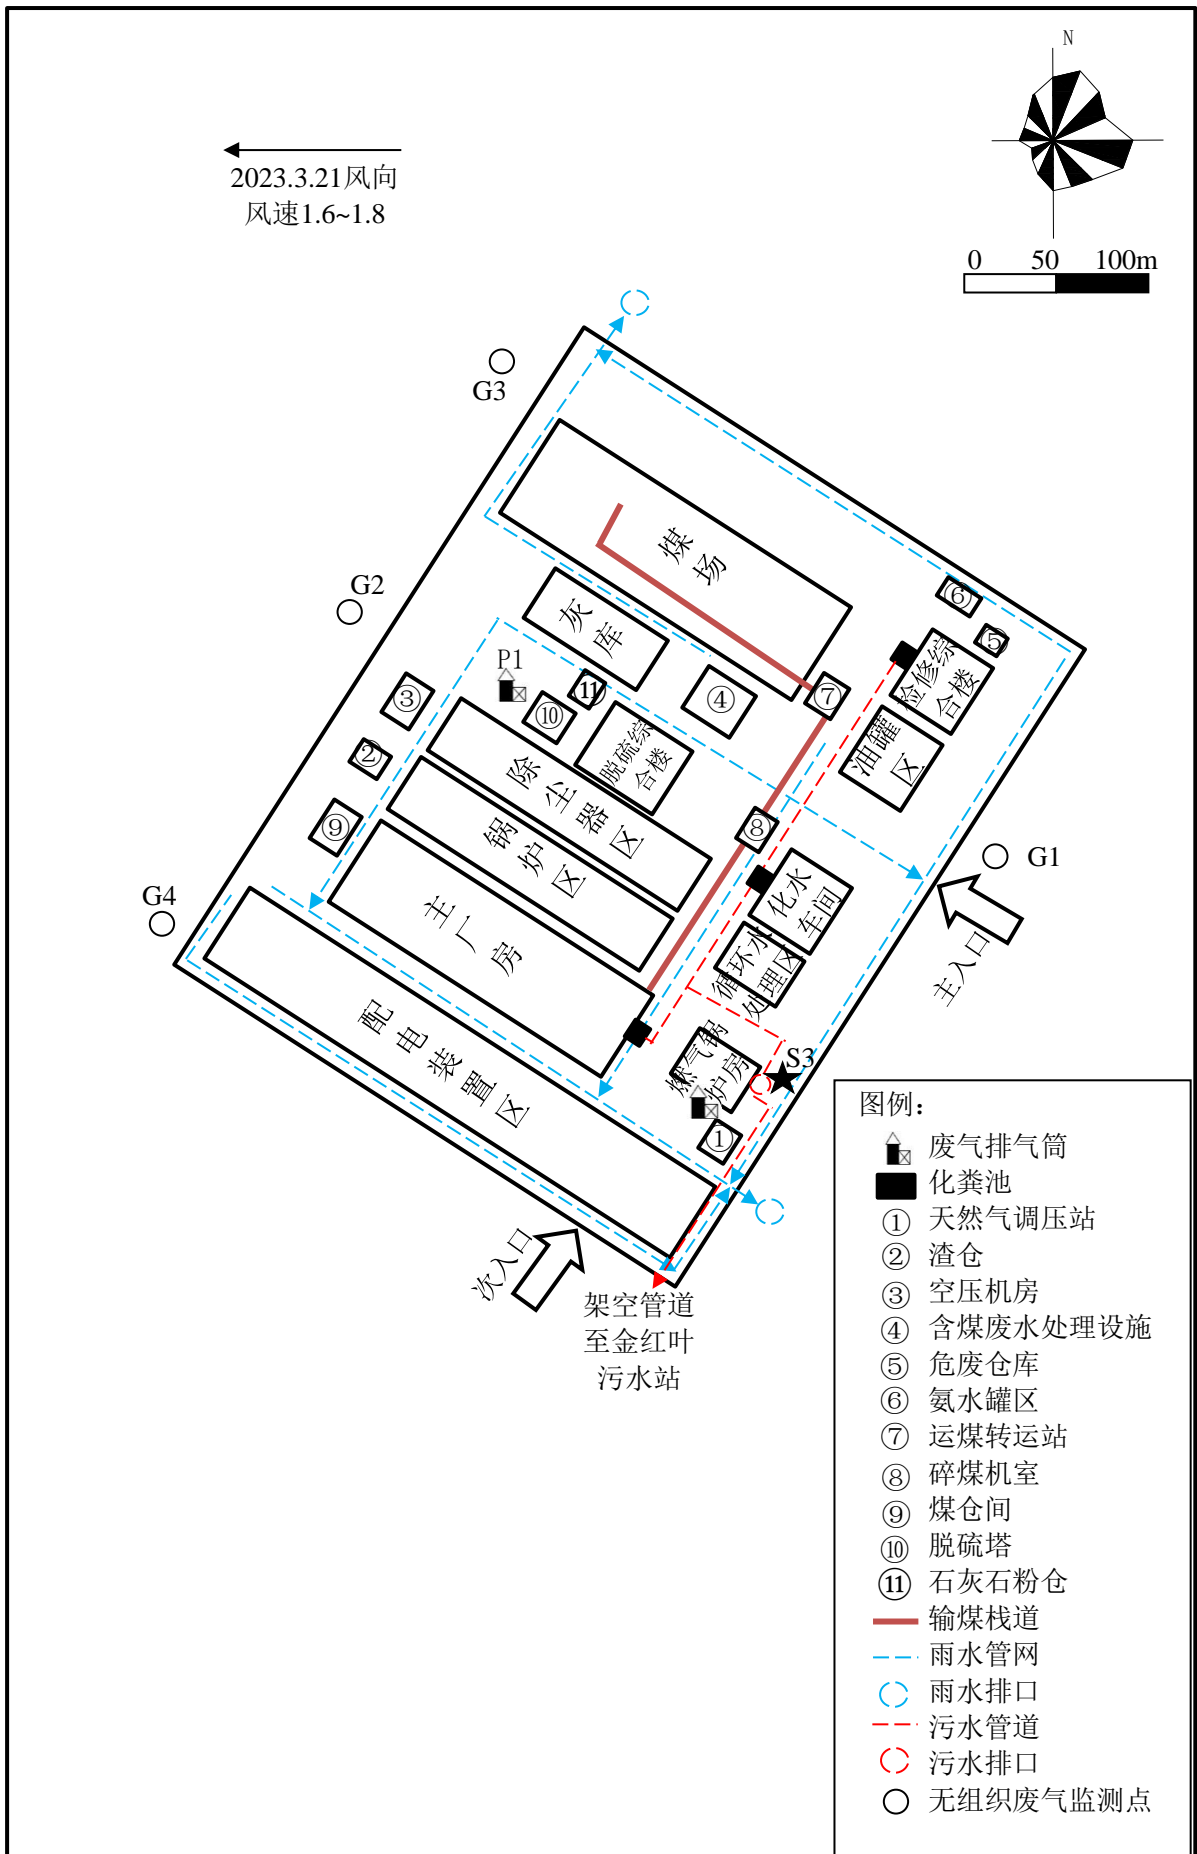 N
2023.3.21风向
风速1.6~1.8
0 50 100m
G3
煤场
G2
灰库
⑥
⑤
P1
检修综合楼
③
⑪
⑩
④
⑦
②
脱硫综合楼
油罐区
除尘器区
⑨
锅炉区
⑧
G1
G4
主厂房
化水车间
循环水处理区
主入口
配电装置区
燃气锅炉房
S3
①
次入口
架空管道
至金红叶
污水站
图例：
废气排气筒
化粪池
① 天然气调压站
② 渣仓
③ 空压机房
④ 含煤废水处理设施
⑤ 危废仓库
⑥ 氨水罐区
⑦ 运煤转运站
⑧ 碎煤机室
⑨ 煤仓间
⑩ 脱硫塔
⑪ 石灰石粉仓
输煤栈道
雨水管网
雨水排口
污水管道
污水排口
无组织废气监测点